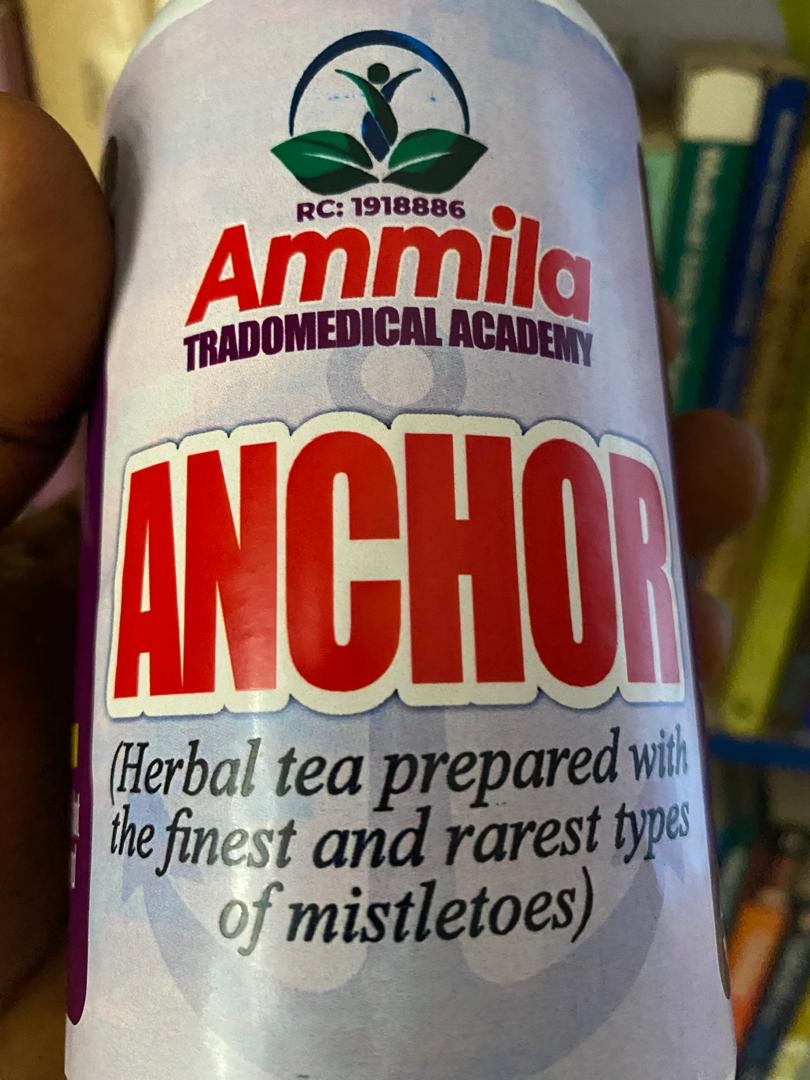 RC: 1918886
Ammila
TRADOMEDICAL ACADEMY
ANCHOR
(Herbal tea prepared with
the finest and rarest types
of mistletoes)